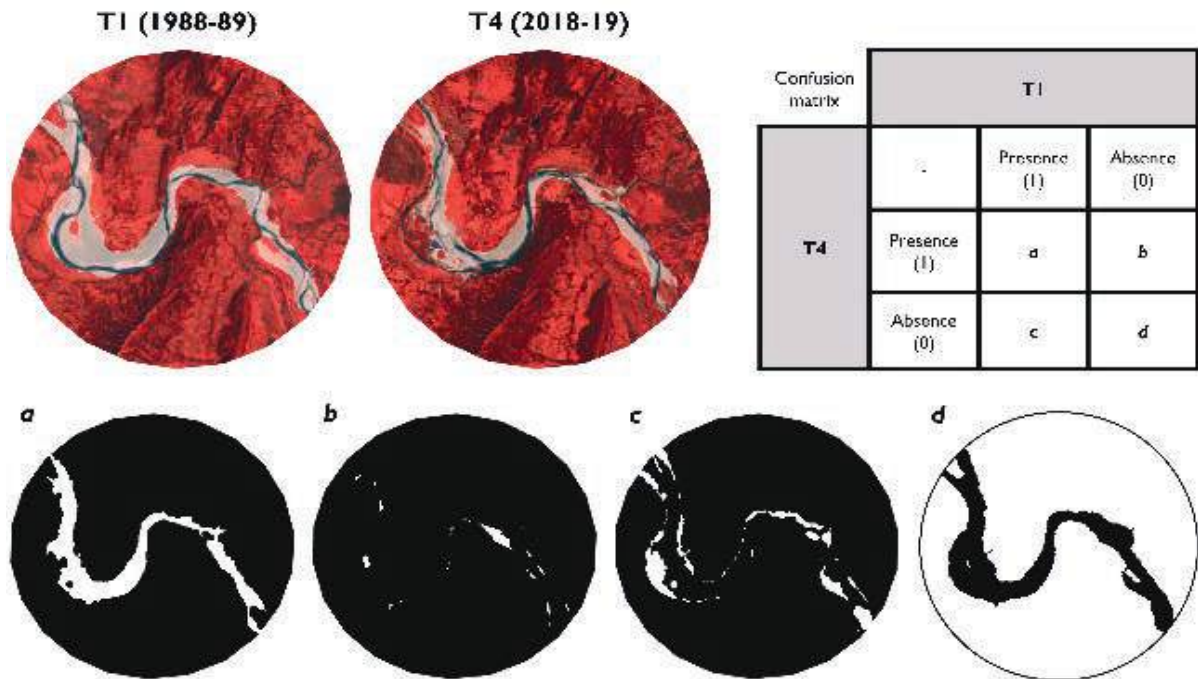 T1 (1988-89)
T4 (2018-19)
Confusion
matrix
T1
-
Presence
(1)
Absence
(0)
T4
Presence
(1)
a
b
Absence
(0)
c
d
a
b
c
d